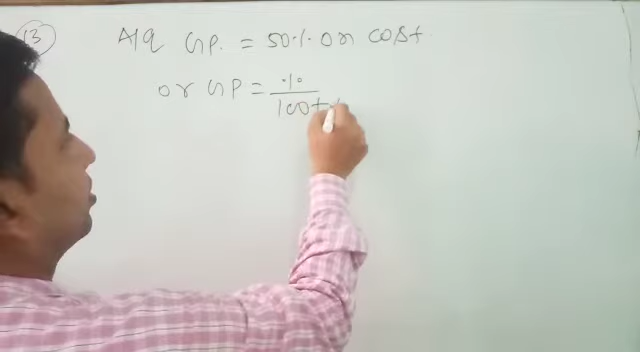 13 A/q GP. = 50% on cost
or GP = %
100+